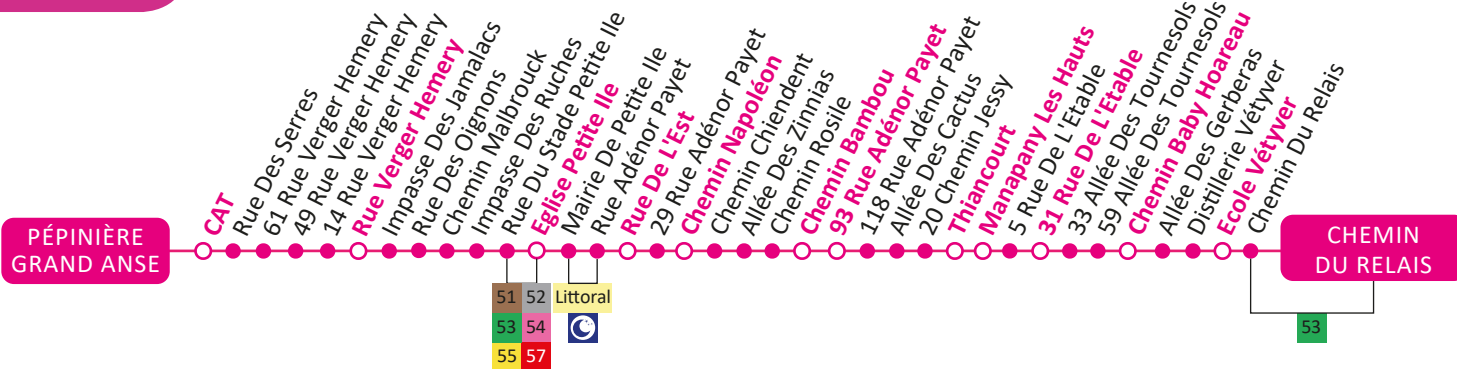 PÉPINIÈRE
GRAND ANSE
CAT
Rue Des Serres
61 Rue Verger Hemery
49 Rue Verger Hemery
14 Rue Verger Hemery
Rue Verger Hemery
Impasse Des Jamalacs
Rue Des Oignons
Chemin Malbrouck
Impasse Des Ruches
Rue Du Stade Petite Ile
Eglise Petite Ile
Mairie De Petite Ile
Rue Adénor Payet
Rue De L'Est
29 Rue Adénor Payet
Chemin Napoléon
Chemin Chiendent
Allée Des Zinnias
Chemin Rosile
Chemin Bambou
93 Rue Adénor Payet
118 Rue Adénor Payet
Allée Des Cactus
20 Chemin Jessy
Thiancourt
Manapany Les Hauts
5 Rue De L'Etable
31 Rue De L'Etable
33 Allée Des Tournesols
59 Allée Des Tournesols
Chemin Baby Hoareau
Allée Des Gerberas
Distillerie Vétyver
Ecole Vétyver
Chemin Du Relais
CHEMIN
DU RELAIS
51 52 Littoral
53 54
55 57
53